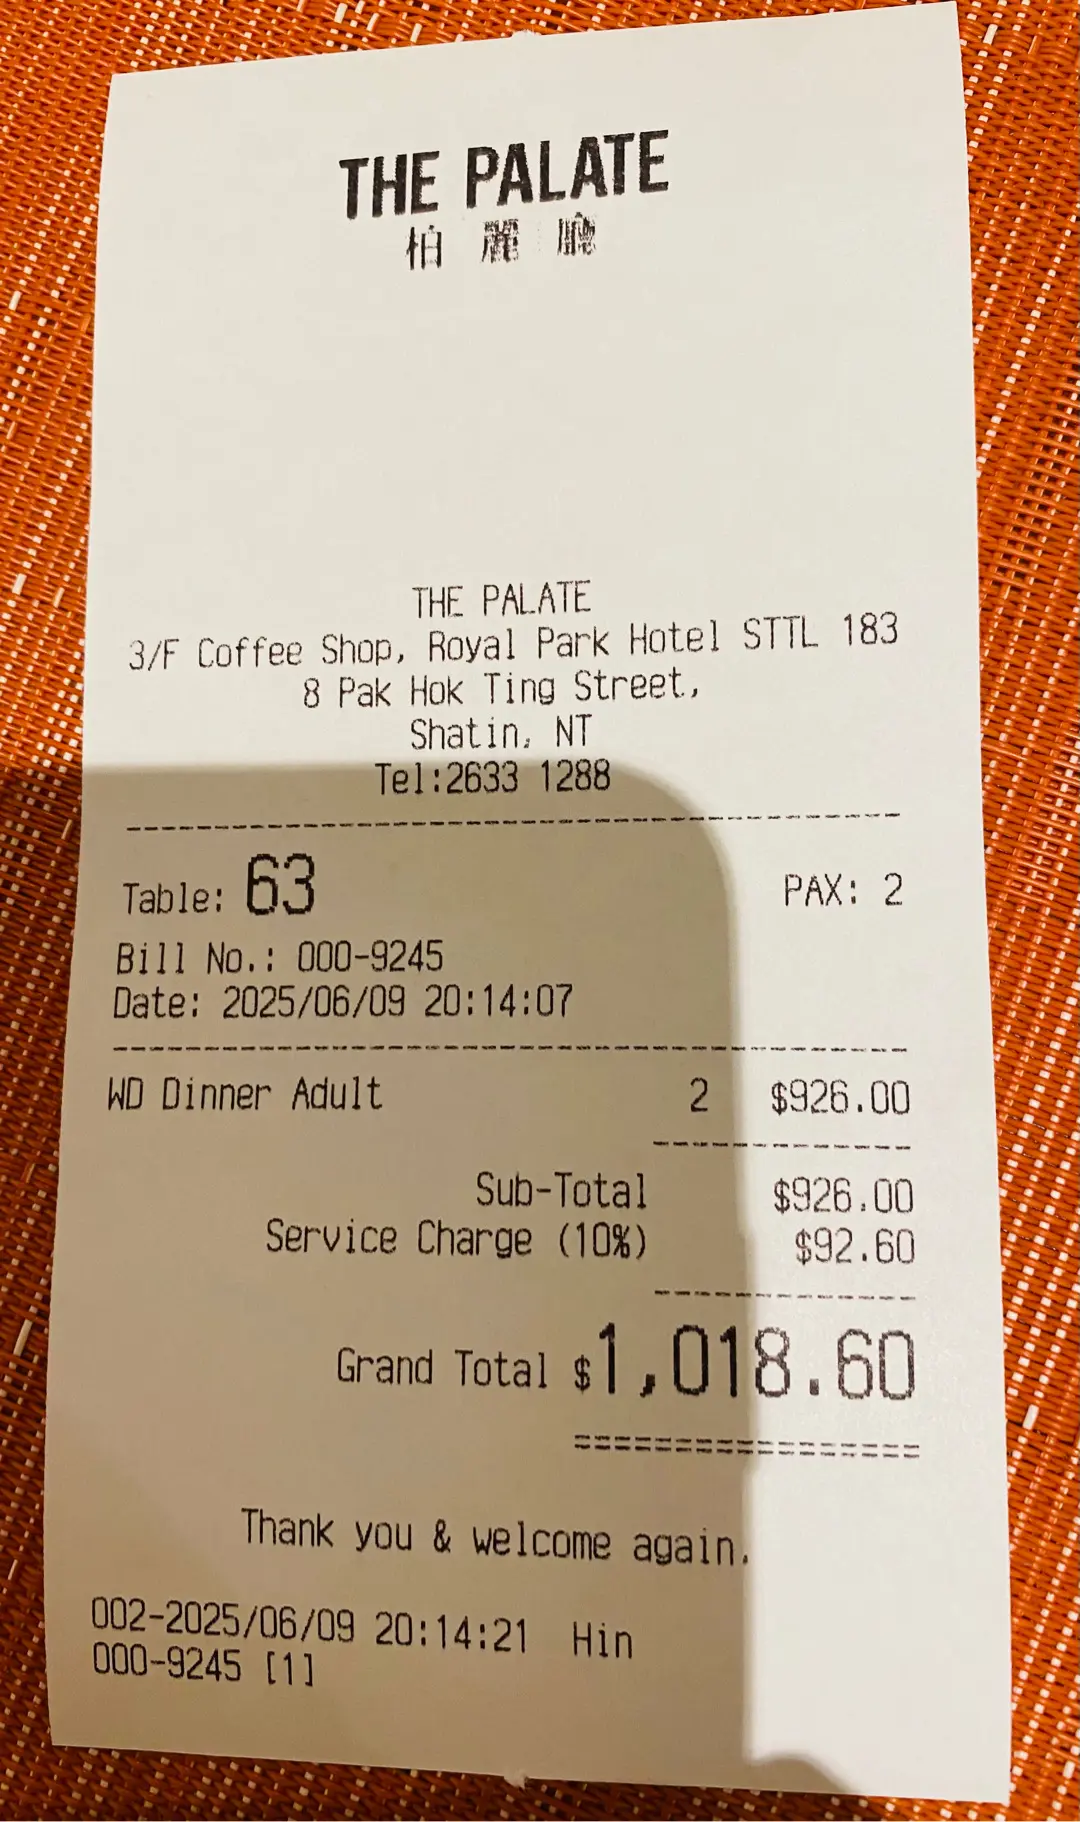 THE PALATE
柏麗廳
THE PALATE
3/F Coffee Shop, Royal Park Hotel STTL 183
8 Pak Hok Ting Street,
Shatin, NT
Tel:2633 1288
Table: 63 PAX: 2
Bill No.: 000-9245
Date: 2025/06/09 20:14:07
WD Dinner Adult 2 $926.00
Sub-Total $926.00
Service Charge (10%) $92.60
Grand Total $1,018.60
Thank you & welcome again.
002-2025/06/09 20:14:21 Hin
000-9245 [1]